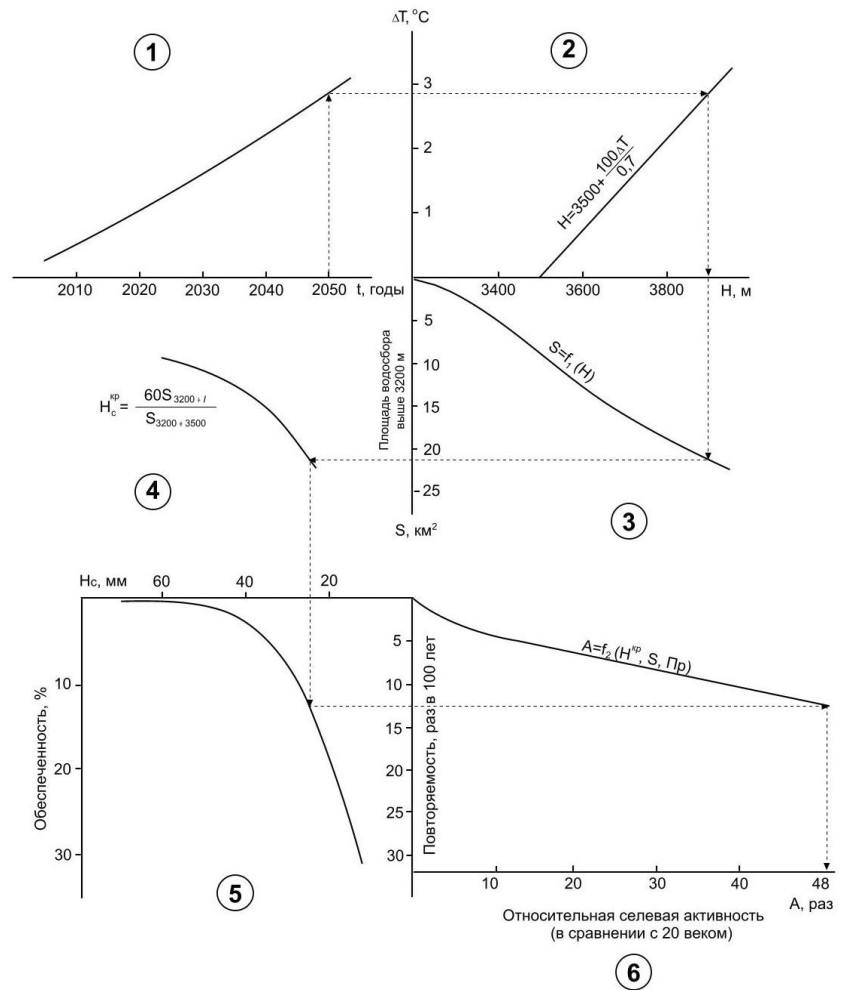 ΔT, °C
1
2
3
2
1
H=3500+ 100ΔT / 0,7
2010 2020 2030 2040 2050 t, годы
3400 3600 3800 H, м
Площадь водосбора
выше 3200 м
5
10
15
20
25
S, км²
S=f₁ (H)
Hсᵏᵖ = 60S₃₂₀₀÷ₗ / S₃₂₀₀÷₃₅₀₀
4
3
Hс, мм 60 40 20
Обеспеченность, %
10
20
30
5
Повторяемость, раз в 100 лет
5
10
15
20
25
30
A=f₂ (Hᵏᵖ, S, Пр)
10 20 30 40 48
А, раз
Относительная селевая активность
(в сравнении с 20 веком)
6